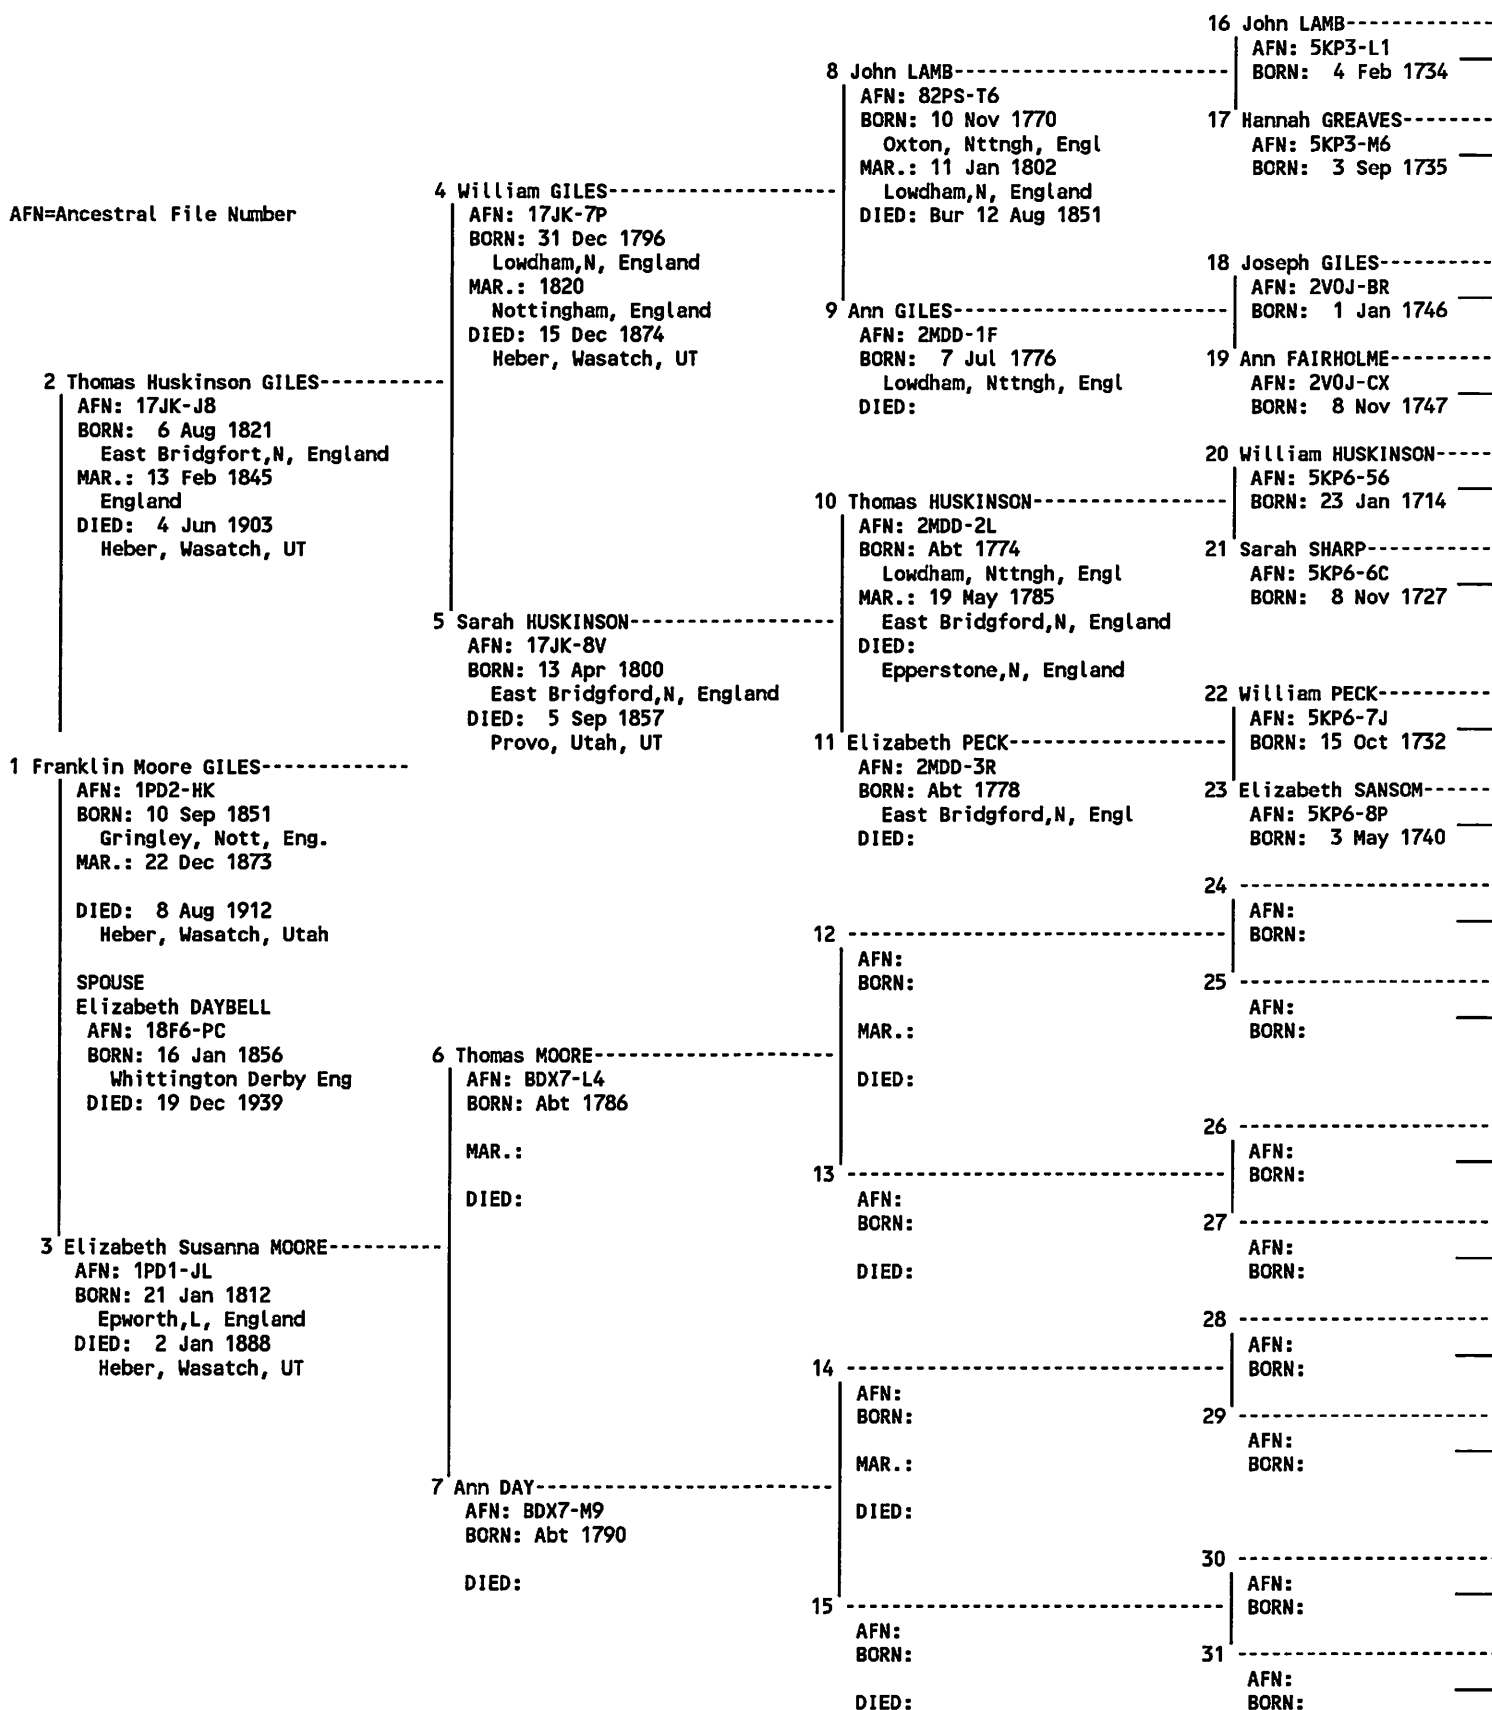 AFN=Ancestral File Number
1 Franklin Moore GILES
AFN: 1PD2-HK
BORN: 10 Sep 1851
Gringley, Nott, Eng.
MAR.: 22 Dec 1873
DIED: 8 Aug 1912
Heber, Wasatch, Utah
SPOUSE
Elizabeth DAYBELL
AFN: 18F6-PC
BORN: 16 Jan 1856
Whittington Derby Eng
DIED: 19 Dec 1939
2 Thomas Huskinson GILES
AFN: 17JK-J8
BORN: 6 Aug 1821
East Bridgfort,N, England
MAR.: 13 Feb 1845
England
DIED: 4 Jun 1903
Heber, Wasatch, UT
3 Elizabeth Susanna MOORE
AFN: 1PD1-JL
BORN: 21 Jan 1812
Epworth,L, England
DIED: 2 Jan 1888
Heber, Wasatch, UT
4 William GILES
AFN: 17JK-7P
BORN: 31 Dec 1796
Lowdham,N, England
MAR.: 1820
Nottingham, England
DIED: 15 Dec 1874
Heber, Wasatch, UT
5 Sarah HUSKINSON
AFN: 17JK-8V
BORN: 13 Apr 1800
East Bridgford,N, England
DIED: 5 Sep 1857
Provo, Utah, UT
6 Thomas MOORE
AFN: BDX7-L4
BORN: Abt 1786
MAR.:
DIED:
7 Ann DAY
AFN: BDX7-M9
BORN: Abt 1790
DIED:
8 John LAMB
AFN: 82PS-T6
BORN: 10 Nov 1770
Oxton, Nttngh, Engl
MAR.: 11 Jan 1802
Lowdham,N, England
DIED: Bur 12 Aug 1851
9 Ann GILES
AFN: 2MDD-1F
BORN: 7 Jul 1776
Lowdham, Nttngh, Engl
DIED:
10 Thomas HUSKINSON
AFN: 2MDD-2L
BORN: Abt 1774
Lowdham, Nttngh, Engl
MAR.: 19 May 1785
East Bridgford,N, England
DIED:
Epperstone,N, England
11 Elizabeth PECK
AFN: 2MDD-3R
BORN: Abt 1778
East Bridgford,N, Engl
DIED:
12
AFN:
BORN:
MAR.:
DIED:
13
AFN:
BORN:
DIED:
14
AFN:
BORN:
MAR.:
DIED:
15
AFN:
BORN:
DIED:
16 John LAMB
AFN: 5KP3-L1
BORN: 4 Feb 1734
17 Hannah GREAVES
AFN: 5KP3-M6
BORN: 3 Sep 1735
18 Joseph GILES
AFN: 2V0J-BR
BORN: 1 Jan 1746
19 Ann FAIRHOLME
AFN: 2V0J-CX
BORN: 8 Nov 1747
20 William HUSKINSON
AFN: 5KP6-56
BORN: 23 Jan 1714
21 Sarah SHARP
AFN: 5KP6-6C
BORN: 8 Nov 1727
22 William PECK
AFN: 5KP6-7J
BORN: 15 Oct 1732
23 Elizabeth SANSOM
AFN: 5KP6-8P
BORN: 3 May 1740
24
AFN:
BORN:
25
AFN:
BORN:
26
AFN:
BORN:
27
AFN:
BORN:
28
AFN:
BORN:
29
AFN:
BORN:
30
AFN:
BORN:
31
AFN:
BORN: